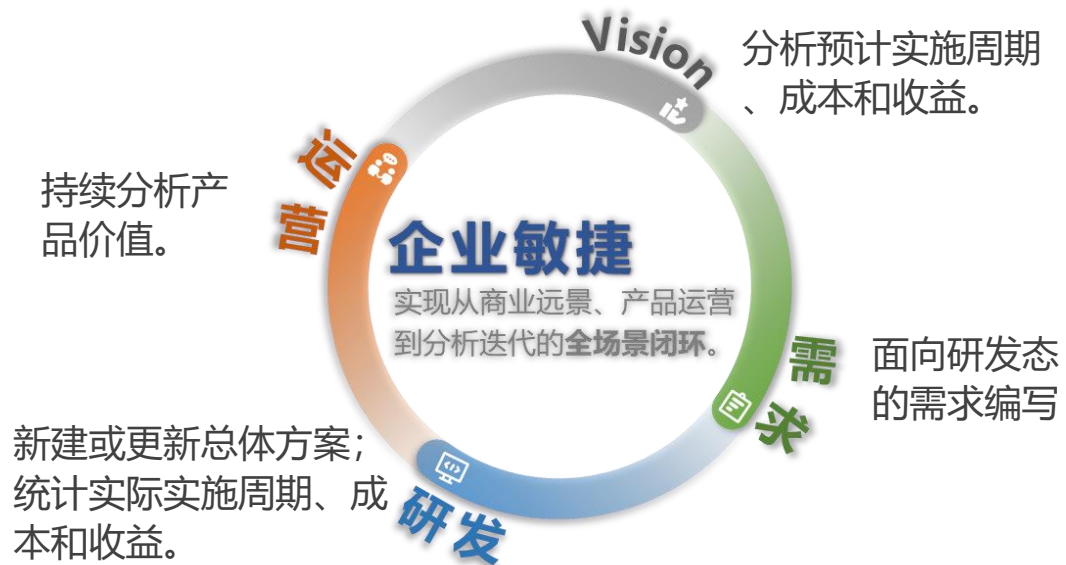 Vision
分析预计实施周期
、成本和收益。
运营
持续分析产
品价值。
企业敏捷
实现从商业远景、产品运营
到分析迭代的全场景闭环。
需求
面向研发态
的需求编写
新建或更新总体方案；
统计实际实施周期、成
本和收益。
研发